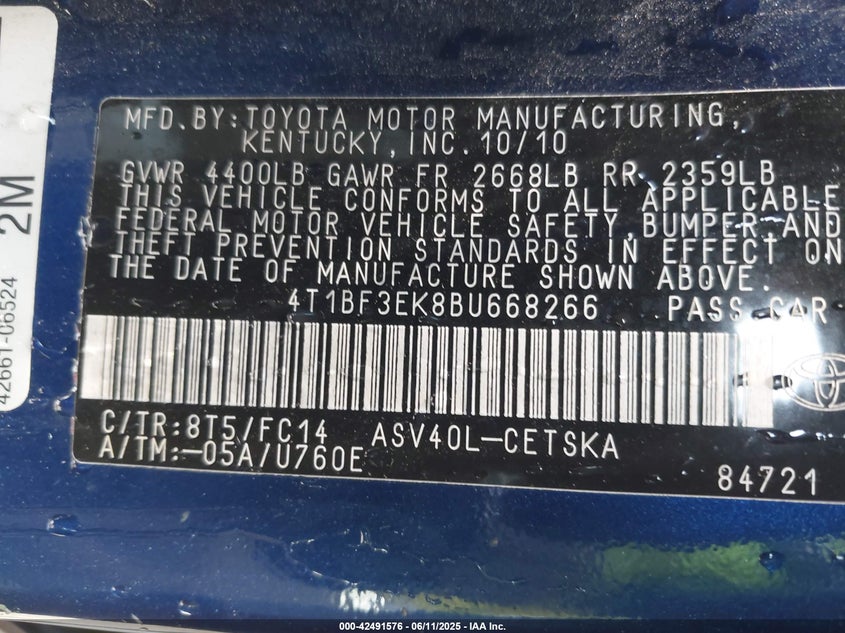 MFD.BY:TOYOTA MOTOR MANUFACTURING,
KENTUCKY,INC.10/10
GVWR 4400LB GAWR FR 2668LB RR 2359LB
THIS VEHICLE CONFORMS TO ALL APPLICABLE
FEDERAL MOTOR VEHICLE SAFETY,BUMPER AND
THEFT PREVENTION STANDARDS IN EFFECT ON
THE DATE OF MANUFACTURE SHOWN ABOVE.
4T1BF3EK8BU668266 PASS CAR
C/TR:8T5/FC14 ASV40L-CETSKA
A/TM:-05A/U760E
84721
42661-06524 2M
000-42491576 - 06/11/2025 - IAA Inc.